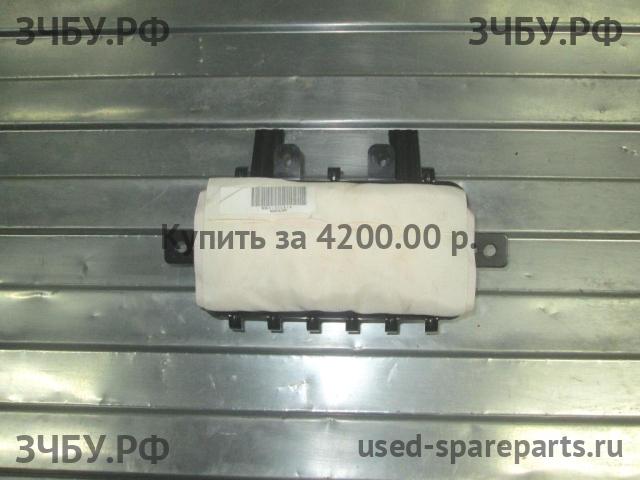 ЗЧБУ.РФ ЗЧБУ.РФ
Купить за 4200.00 р.
ЗЧБУ.РФ used-spareparts.ru